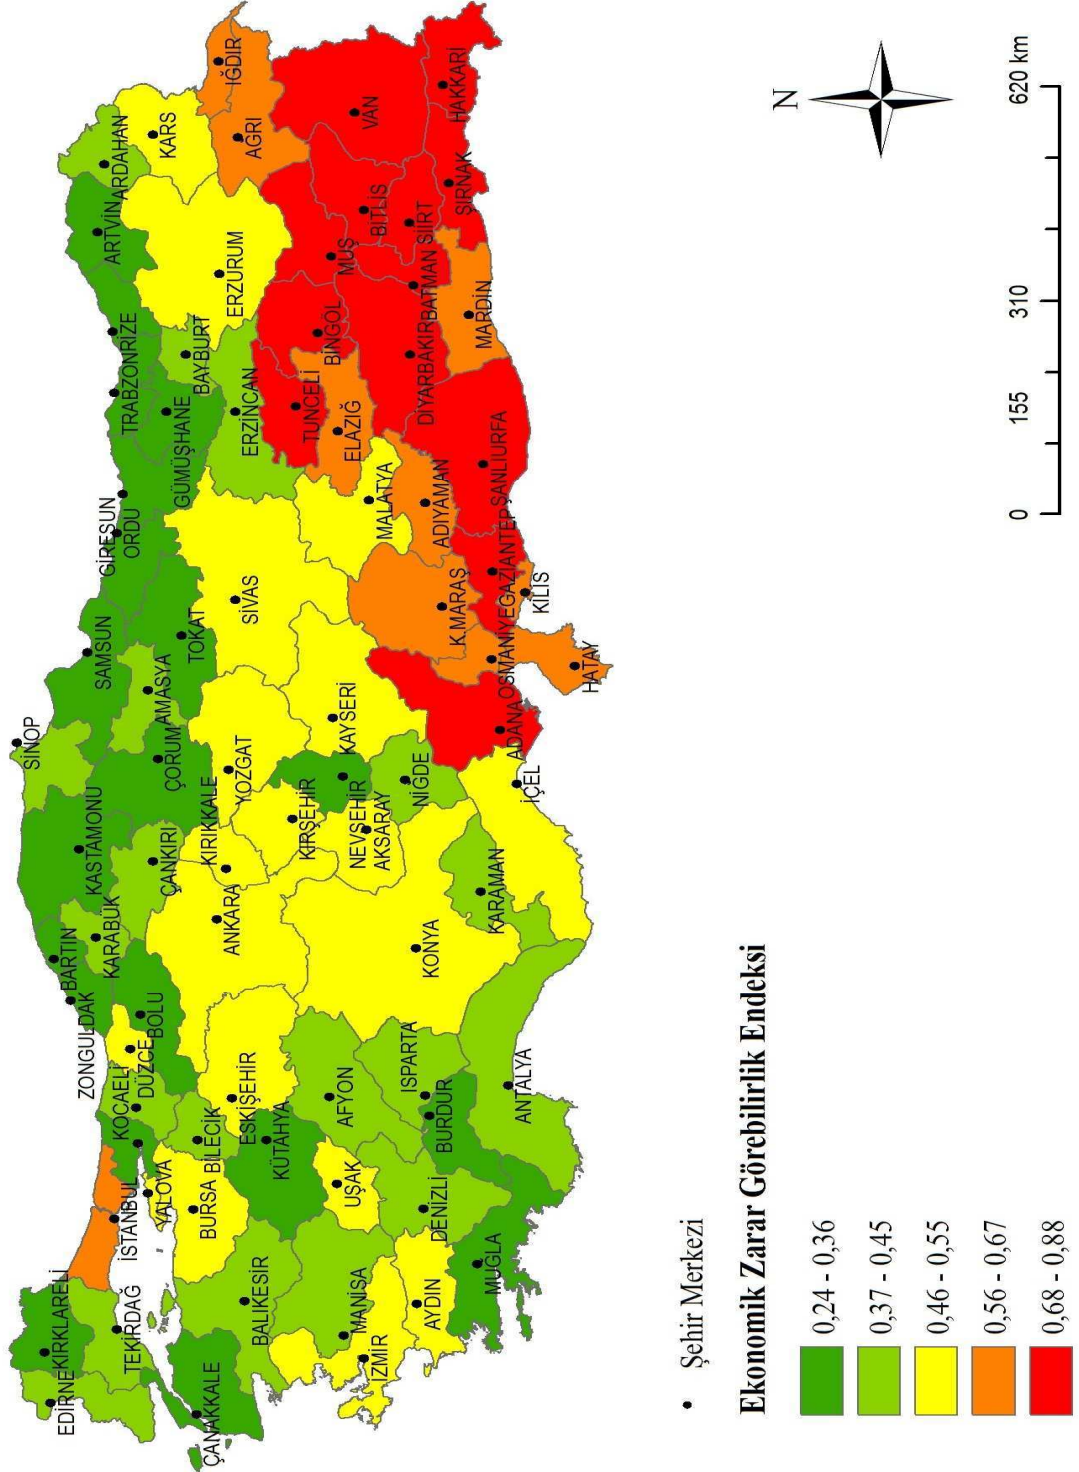 SİNOP
ZONGULDAK
BARTIN
KASTAMONU
SAMSUN
GİRESUN
ORDU
TRABZON
RİZE
ARTVİN
ARDAHAN
EDİRNE
KIRKLARELİ
TEKİRDAĞ
İSTANBUL
KOCAELİ
DÜZCE
BOLU
KARABÜK
ÇANKIRI
ÇORUM
AMASYA
TOKAT
GÜMÜŞHANE
BAYBURT
KARS
IĞDIR
ÇANAKKALE
YALOVA
BURSA
BİLECİK
ESKİŞEHİR
ANKARA
KIRIKKALE
YOZGAT
SİVAS
ERZİNCAN
ERZURUM
AĞRI
BALIKESİR
KÜTAHYA
KIRŞEHİR
TUNCELİ
BİNGÖL
MUŞ
VAN
MANİSA
UŞAK
AFYON
NEVŞEHİR
AKSARAY
KAYSERİ
MALATYA
ELAZIĞ
BİTLİS
İZMİR
AYDIN
DENİZLİ
ISPARTA
BURDUR
KONYA
NİĞDE
ADIYAMAN
DİYARBAKIR
BATMAN
SİİRT
ŞIRNAK
HAKKARİ
MUĞLA
ANTALYA
KARAMAN
İÇEL
ADANA
OSMANİYE
K.MARAŞ
GAZİANTEP
ŞANLIURFA
MARDİN
KİLİS
HATAY
Şehir Merkezi
Ekonomik Zarar Görebilirlik Endeksi
0,24 - 0,36
0,37 - 0,45
0,46 - 0,55
0,56 - 0,67
0,68 - 0,88
N
0 155 310 620 km